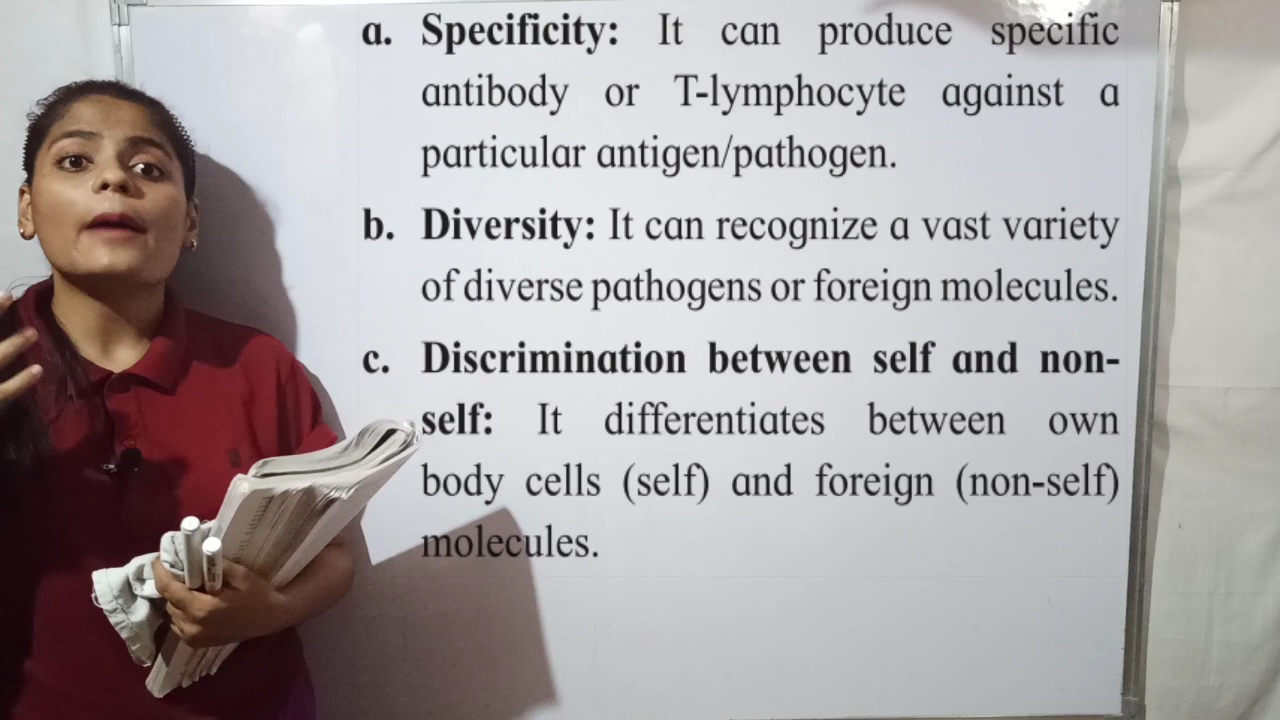 a. Specificity: It can produce specific
antibody or T-lymphocyte against a
particular antigen/pathogen.
b. Diversity: It can recognize a vast variety
of diverse pathogens or foreign molecules.
c. Discrimination between self and non-
self: It differentiates between own
body cells (self) and foreign (non-self)
molecules.